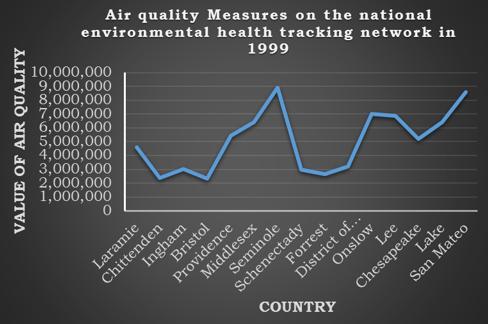 Air quality Measures on the national
environmental health tracking network in
1999
VALUE OF AIR QUALITY
10,000,000
9,000,000
8,000,000
7,000,000
6,000,000
5,000,000
4,000,000
3,000,000
2,000,000
1,000,000
0
Laramie
Chittenden
Ingham
Bristol
Providence
Middlesex
Seminole
Schenectady
Forrest
District of...
Onslow
Lee
Chesapeake
Lake
San Mateo
COUNTRY